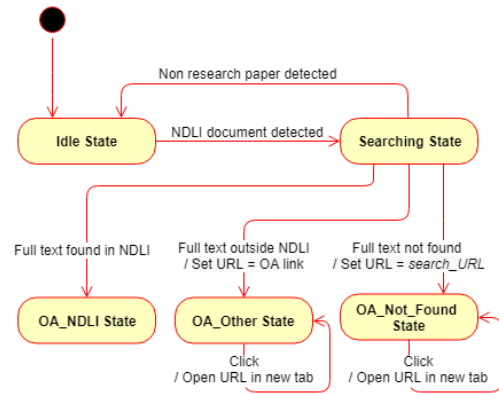 Non research paper detected
Idle State
NDLI document detected
Searching State
Full text found in NDLI
Full text outside NDLI
/ Set URL = OA link
Full text not found
/ Set URL = search_URL
OA_NDLI State
OA_Other State
OA_Not_Found
State
Click
/ Open URL in new tab
Click
/ Open URL in new tab